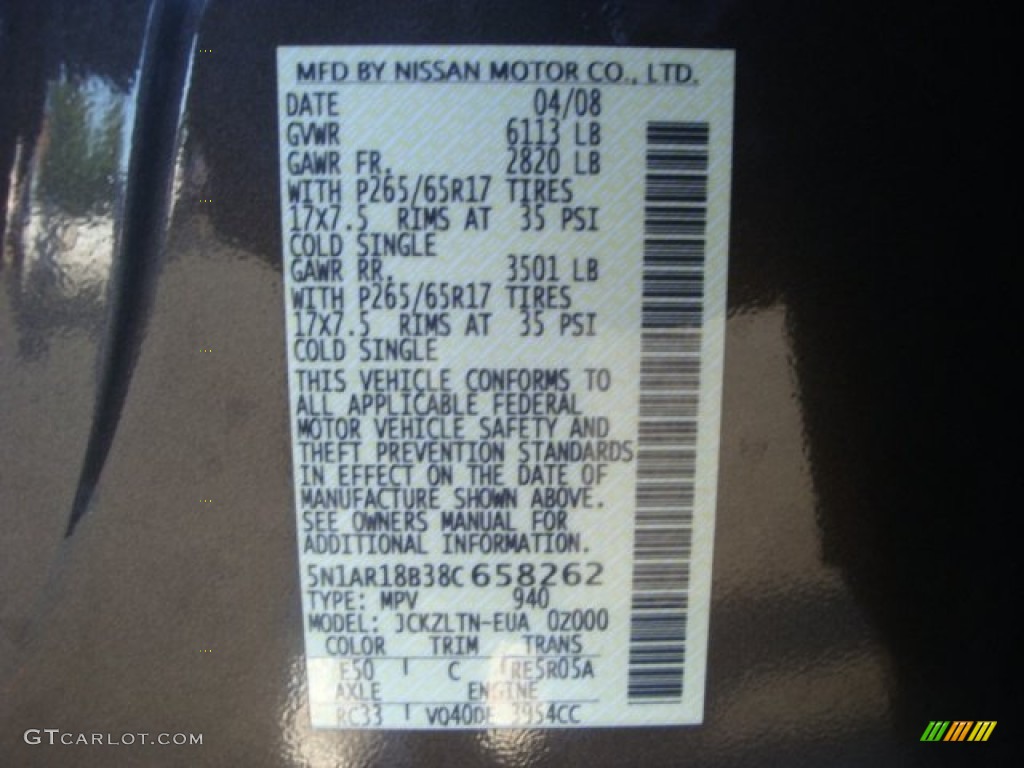 MFD BY NISSAN MOTOR CO., LTD.
DATE 04/08
GVWR 6113 LB
GAWR FR. 2820 LB
WITH P265/65R17 TIRES
17X7.5 RIMS AT 35 PSI
COLD SINGLE
GAWR RR. 3501 LB
WITH P265/65R17 TIRES
17X7.5 RIMS AT 35 PSI
COLD SINGLE
THIS VEHICLE CONFORMS TO
ALL APPLICABLE FEDERAL
MOTOR VEHICLE SAFETY AND
THEFT PREVENTION STANDARDS
IN EFFECT ON THE DATE OF
MANUFACTURE SHOWN ABOVE.
SEE OWNERS MANUAL FOR
ADDITIONAL INFORMATION.
5N1AR18B38C 658262
TYPE: MPV 940
MODEL: JCKZLTN-EUA 0Z000
COLOR TRIM TRANS
E50 C RE5R05A
AXLE ENGINE
RC33 VQ40DE 3954CC
GTCARLOT.COM